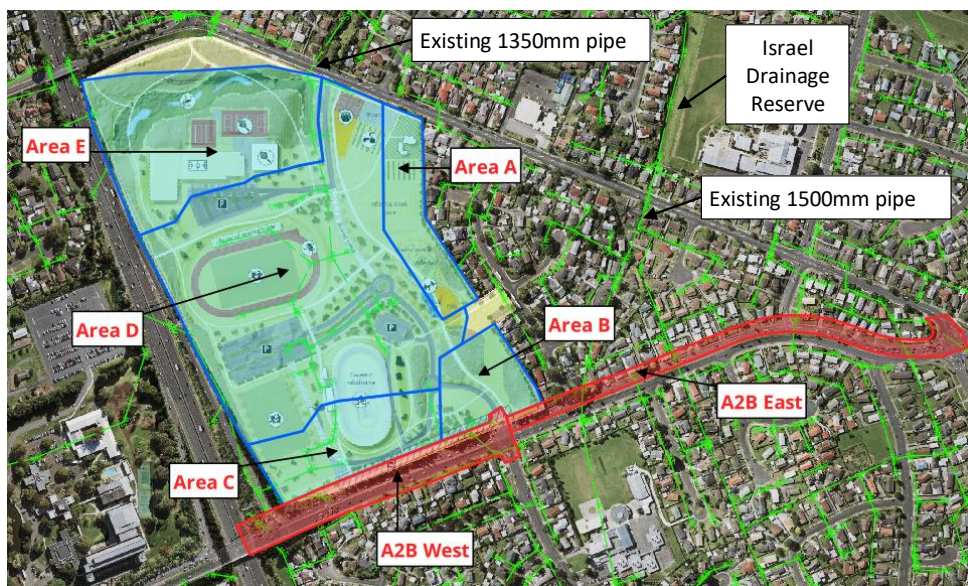 Existing 1350mm pipe
Israel
Drainage
Reserve
Area E
Area A
Existing 1500mm pipe
Area D
Area B
P
P
P
A2B East
Area C
A2B West